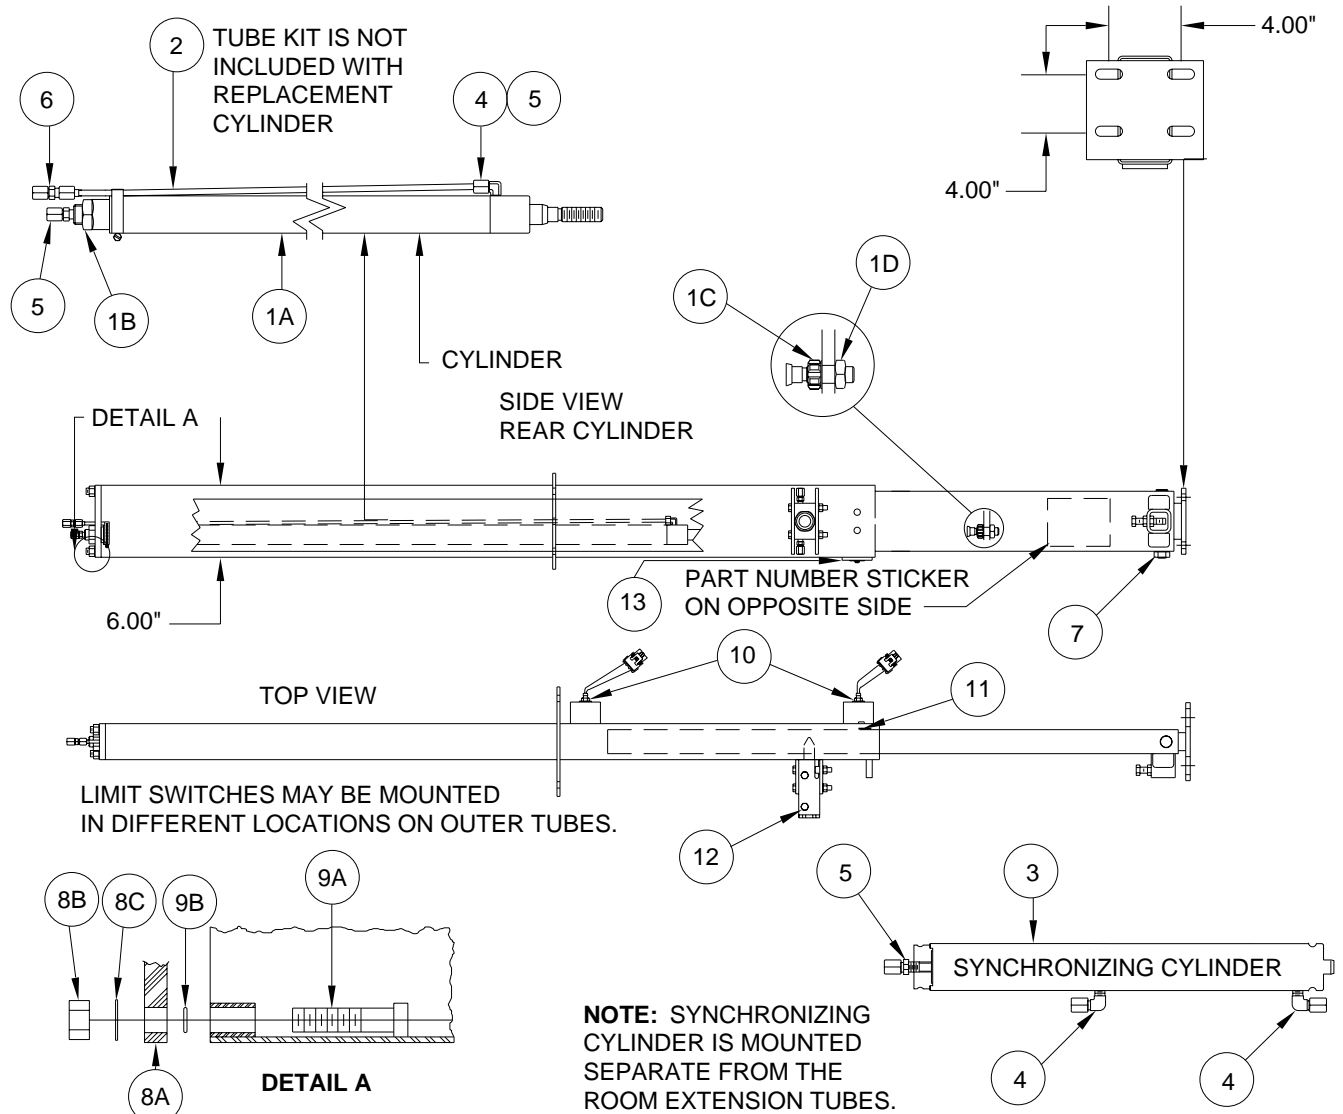 2
TUBE KIT IS NOT
INCLUDED WITH
REPLACEMENT
CYLINDER
4.00"
6
4
5
4.00"
5
1B
1A
1D
1C
CYLINDER
SIDE VIEW
REAR CYLINDER
DETAIL A
6.00"
13
PART NUMBER STICKER
ON OPPOSITE SIDE
7
10
TOP VIEW
11
LIMIT SWITCHES MAY BE MOUNTED
IN DIFFERENT LOCATIONS ON OUTER TUBES.
12
5
3
8B
8C
9B
9A
SYNCHRONIZING CYLINDER
NOTE: SYNCHRONIZING
CYLINDER IS MOUNTED
SEPARATE FROM THE
ROOM EXTENSION TUBES.
8A
DETAIL A
4
4